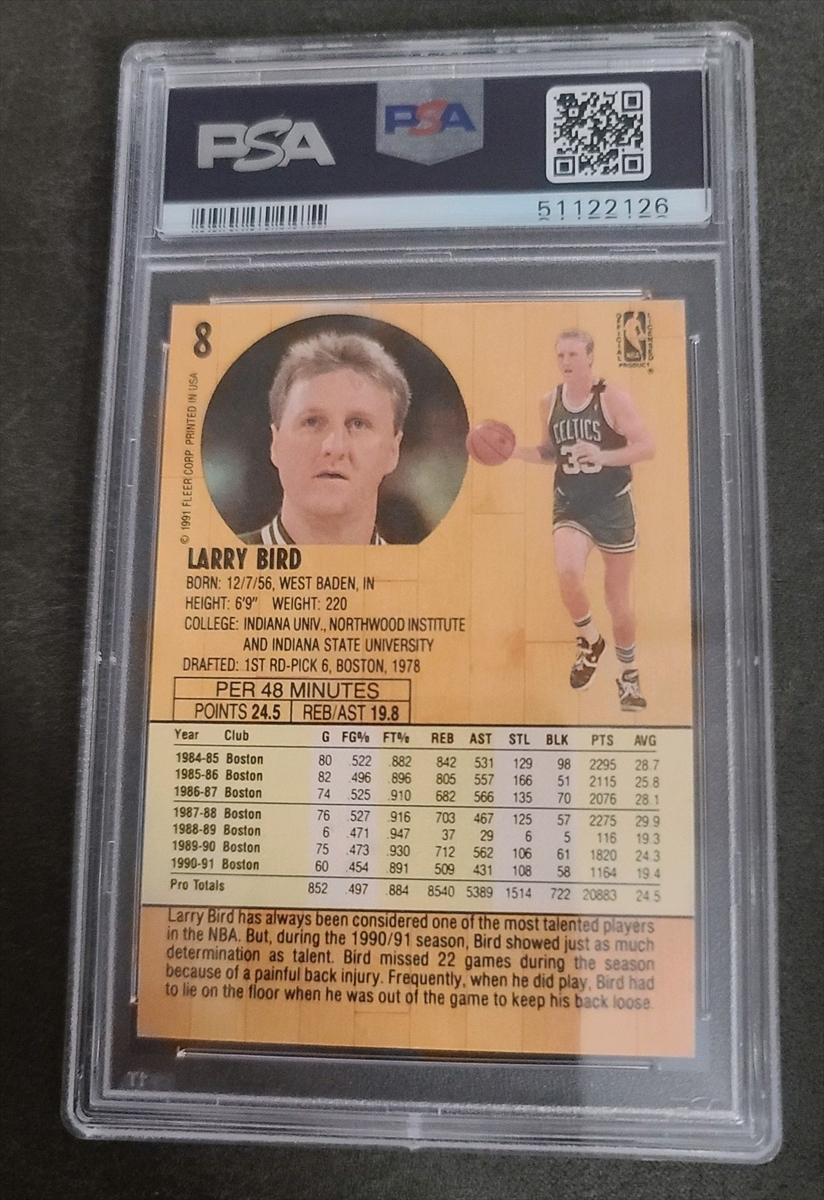 PSA
PSA
51122126
8
OFFICIAL LICENSED
NBA
PRODUCT ®
© 1991 FLEER CORP. PRINTED IN USA
CELTICS
33
LARRY BIRD
BORN: 12/7/56, WEST BADEN, IN
HEIGHT: 6'9" WEIGHT: 220
COLLEGE: INDIANA UNIV., NORTHWOOD INSTITUTE
AND INDIANA STATE UNIVERSITY
DRAFTED: 1ST RD-PICK 6, BOSTON, 1978
PER 48 MINUTES
POINTS 24.5 REB/AST 19.8
Year Club G FG% FT% REB AST STL BLK PTS AVG
1984-85 Boston 80 .522 .882 842 531 129 98 2295 28.7
1985-86 Boston 82 .496 .896 805 557 166 51 2115 25.8
1986-87 Boston 74 .525 .910 682 566 135 70 2076 28.1
1987-88 Boston 76 .527 .916 703 467 125 57 2275 29.9
1988-89 Boston 6 .471 .947 37 29 6 5 116 19.3
1989-90 Boston 75 .473 .930 712 562 106 61 1820 24.3
1990-91 Boston 60 .454 .891 509 431 108 58 1164 19.4
Pro Totals 852 .497 .884 8540 5389 1514 722 20883 24.5
Larry Bird has always been considered one of the most talented players
in the NBA. But, during the 1990/91 season, Bird showed just as much
determination as talent. Bird missed 22 games during the season
because of a painful back injury. Frequently, when he did play, Bird had
to lie on the floor when he was out of the game to keep his back loose.